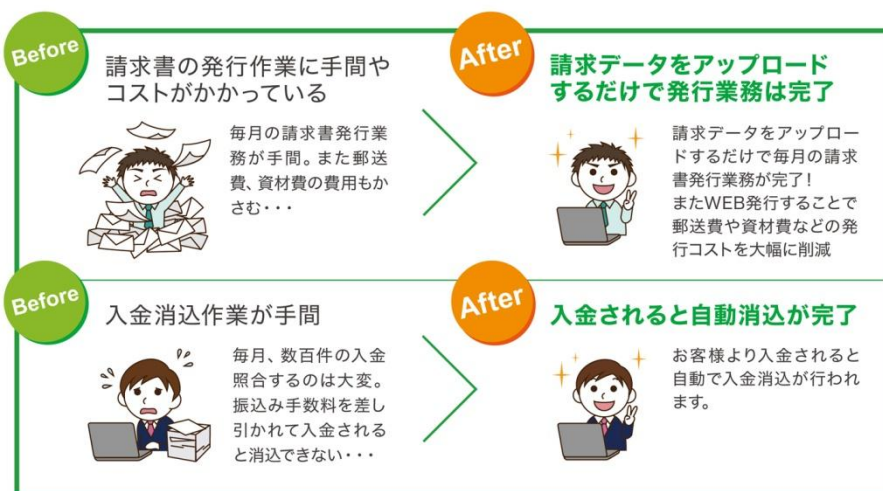 Before
請求書の発行作業に手間や
コストがかかっている
毎月の請求書発行業
務が手間。また郵送
費、資材費の費用もか
さむ・・・
After
請求データをアップロード
するだけで発行業務は完了
請求データをアップロー
ドするだけで毎月の請求
書発行業務が完了！
またWEB発行することで
郵送費や資材費などの発
行コストを大幅に削減
Before
入金消込作業が手間
毎月、数百件の入金
照合するのは大変。
振込み手数料を差し
引かれて入金される
と消込できない・・・
After
入金されると自動消込が完了
お客様より入金されると
自動で入金消込が行われ
ます。